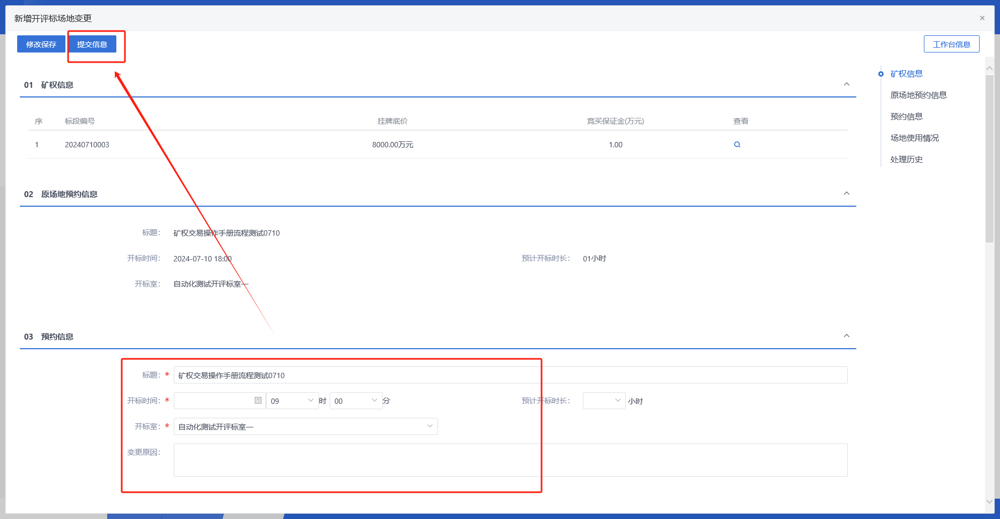 新增开评标场地变更
修改保存 提交信息 工作台信息
01 矿权信息
序 标段编号 挂牌底价 竞买保证金(万元) 查看
1 20240710003 8000.00万元 1.00
02 原场地预约信息
标题： 矿权交易操作手册流程测试0710
开标时间： 2024-07-10 18:00 预计开标时长： 01小时
开标室： 自动化测试开评标室一
03 预约信息
标题：* 矿权交易操作手册流程测试0710
开标时间：* 09 时 00 分 预计开标时长： 小时
开标室：* 自动化测试开评标室一
变更原因：
矿权信息
原场地预约信息
预约信息
场地使用情况
处理历史